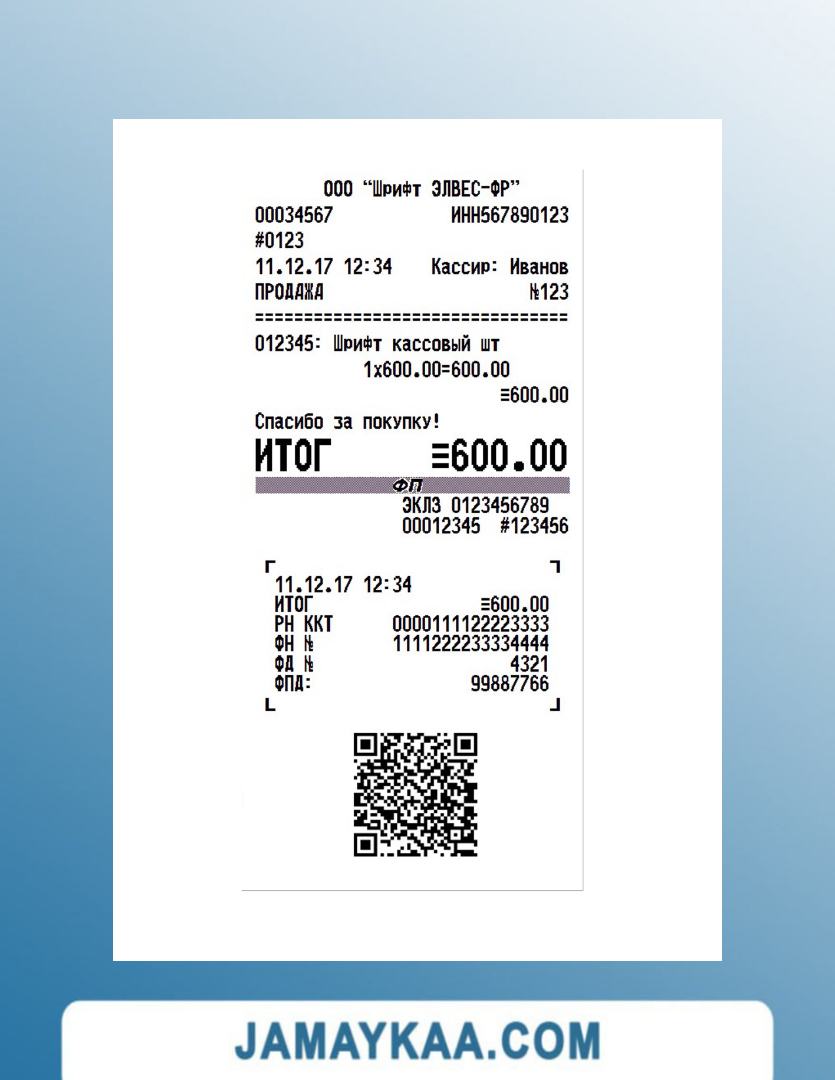 ООО “Шрифт ЭЛВЕС-ФР”
00034567 ИНН567890123
#0123
11.12.17 12:34 Кассир: Иванов
ПРОДАЖА №123
================================
012345: Шрифт кассовый шт
1х600.00=600.00
≡600.00
Спасибо за покупку!
ИТОГ ≡600.00
ФП
ЭКЛЗ 0123456789
00012345 #123456
11.12.17 12:34
ИТОГ ≡600.00
РН ККТ 0000111122223333
ФН № 1111222233334444
ФД № 4321
ФПД: 99887766
JAMAYKAA.COM